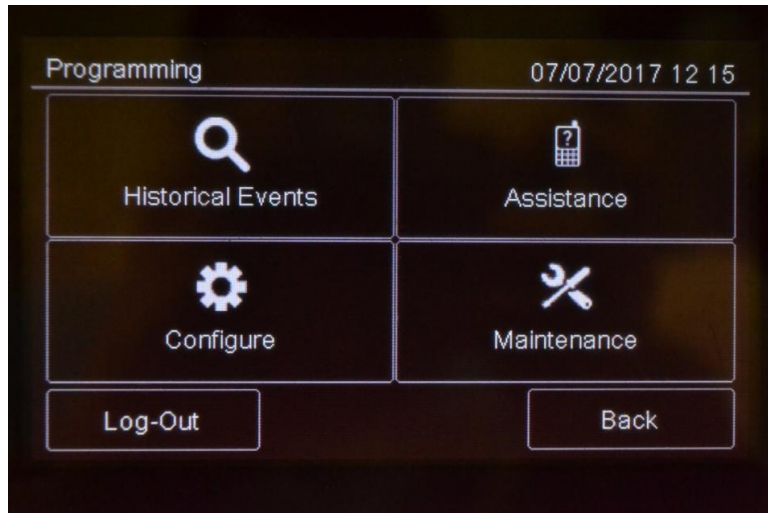 Programming 07/07/2017 12 15
Historical Events
?
Assistance
Configure
Maintenance
Log-Out
Back